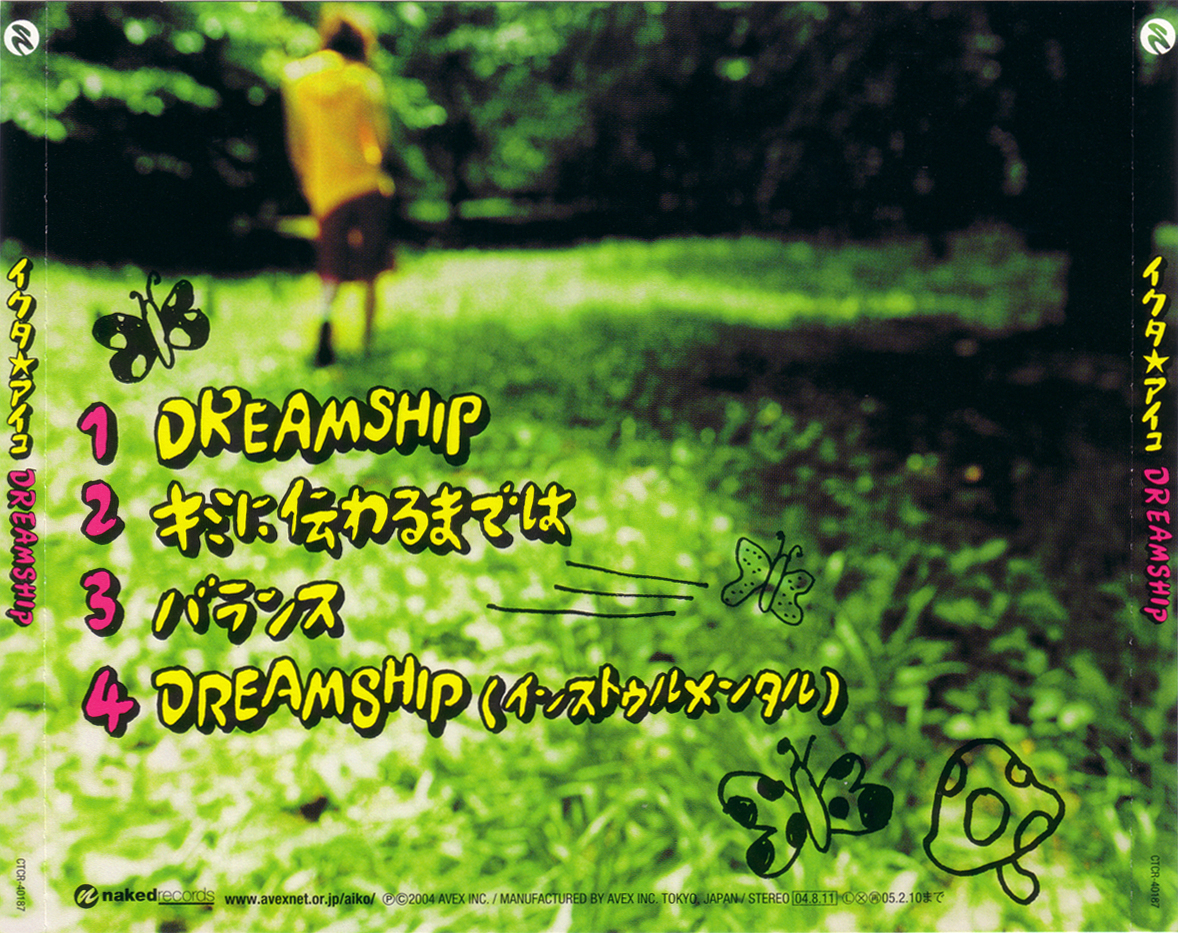 イクタ★アイコ DREAMSHIP
CTCR-40187
1 DREAMSHIP
2 キミに伝わるまでは
3 バランス
4 DREAMSHIP (インストゥルメンタル)
nakedrecords www.avexnet.or.jp/aiko/ ℗©2004 AVEX INC. / MANUFACTURED BY AVEX INC. TOKYO, JAPAN / STEREO 04.8.11 Ⓛ Ⓧ 05.2.10まで
イクタ★アイコ DREAMSHIP
CTCR-40187